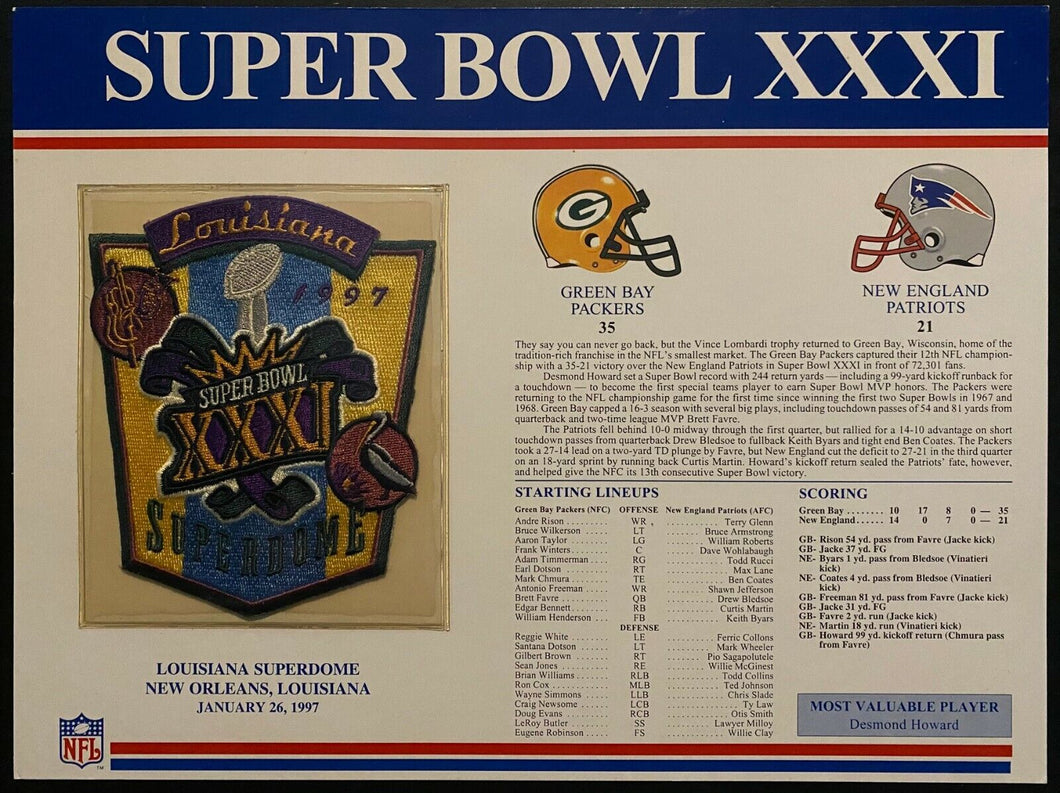 SUPER BOWL XXXI
Louisiana
1997
SUPER BOWL
XXXI
SUPERDOME
LOUISIANA SUPERDOME
NEW ORLEANS, LOUISIANA
JANUARY 26, 1997
NFL
TM
G
GREEN BAY
PACKERS
35
NEW ENGLAND
PATRIOTS
21
They say you can never go back, but the Vince Lombardi trophy returned to Green Bay, Wisconsin, home of the
tradition-rich franchise in the NFL's smallest market. The Green Bay Packers captured their 12th NFL champion-
ship with a 35-21 victory over the New England Patriots in Super Bowl XXXI in front of 72,301 fans.
Desmond Howard set a Super Bowl record with 244 return yards — including a 99-yard kickoff runback for
a touchdown — to become the first special teams player to earn Super Bowl MVP honors. The Packers were
returning to the NFL championship game for the first time since winning the first two Super Bowls in 1967 and
1968. Green Bay capped a 16-3 season with several big plays, including touchdown passes of 54 and 81 yards from
quarterback and two-time league MVP Brett Favre.
The Patriots fell behind 10-0 midway through the first quarter, but rallied for a 14-10 advantage on short
touchdown passes from quarterback Drew Bledsoe to fullback Keith Byars and tight end Ben Coates. The Packers
took a 27-14 lead on a two-yard TD plunge by Favre, but New England cut the deficit to 27-21 in the third quarter
on an 18-yard sprint by running back Curtis Martin. Howard's kickoff return sealed the Patriots' fate, however,
and helped give the NFC its 13th consecutive Super Bowl victory.
STARTING LINEUPS
Green Bay Packers (NFC) OFFENSE New England Patriots (AFC)
Andre Rison ......... WR ........... Terry Glenn
Bruce Wilkerson ..... LT ....... Bruce Armstrong
Aaron Taylor ........ LG ........ William Roberts
Frank Winters ....... C ........ Dave Wohlabaugh
Adam Timmerman .... RG ............ Todd Rucci
Earl Dotson ......... RT ............. Max Lane
Mark Chmura ........ TE ........... Ben Coates
Antonio Freeman ..... WR ........ Shawn Jefferson
Brett Favre .......... QB ......... Drew Bledsoe
Edgar Bennett ........ RB .......... Curtis Martin
William Henderson ... FB ........... Keith Byars
DEFENSE
Reggie White ........ LE .......... Ferric Collons
Santana Dotson ...... LT .......... Mark Wheeler
Gilbert Brown ....... RT ....... Pio Sagapolutele
Sean Jones .......... RE ........ Willie McGinest
Brian Williams ....... RLB .......... Todd Collins
Ron Cox ............ MLB .......... Ted Johnson
Wayne Simmons ..... LLB ........... Chris Slade
Craig Newsome ...... LCB ............... Ty Law
Doug Evans ......... RCB ............ Otis Smith
LeRoy Butler ........ SS ......... Lawyer Milloy
Eugene Robinson ..... FS ............ Willie Clay
SCORING
Green Bay ....... 10 17 8 0 — 35
New England ...... 14 0 7 0 — 21
GB- Rison 54 yd. pass from Favre (Jacke kick)
GB- Jacke 37 yd. FG
NE- Byars 1 yd. pass from Bledsoe (Vinatieri
kick)
NE- Coates 4 yd. pass from Bledsoe (Vinatieri
kick)
GB- Freeman 81 yd. pass from Favre (Jacke kick)
GB- Jacke 31 yd. FG
GB- Favre 2 yd. run (Jacke kick)
NE- Martin 18 yd. run (Vinatieri kick)
GB- Howard 99 yd. kickoff return (Chmura pass
from Favre)
MOST VALUABLE PLAYER
Desmond Howard